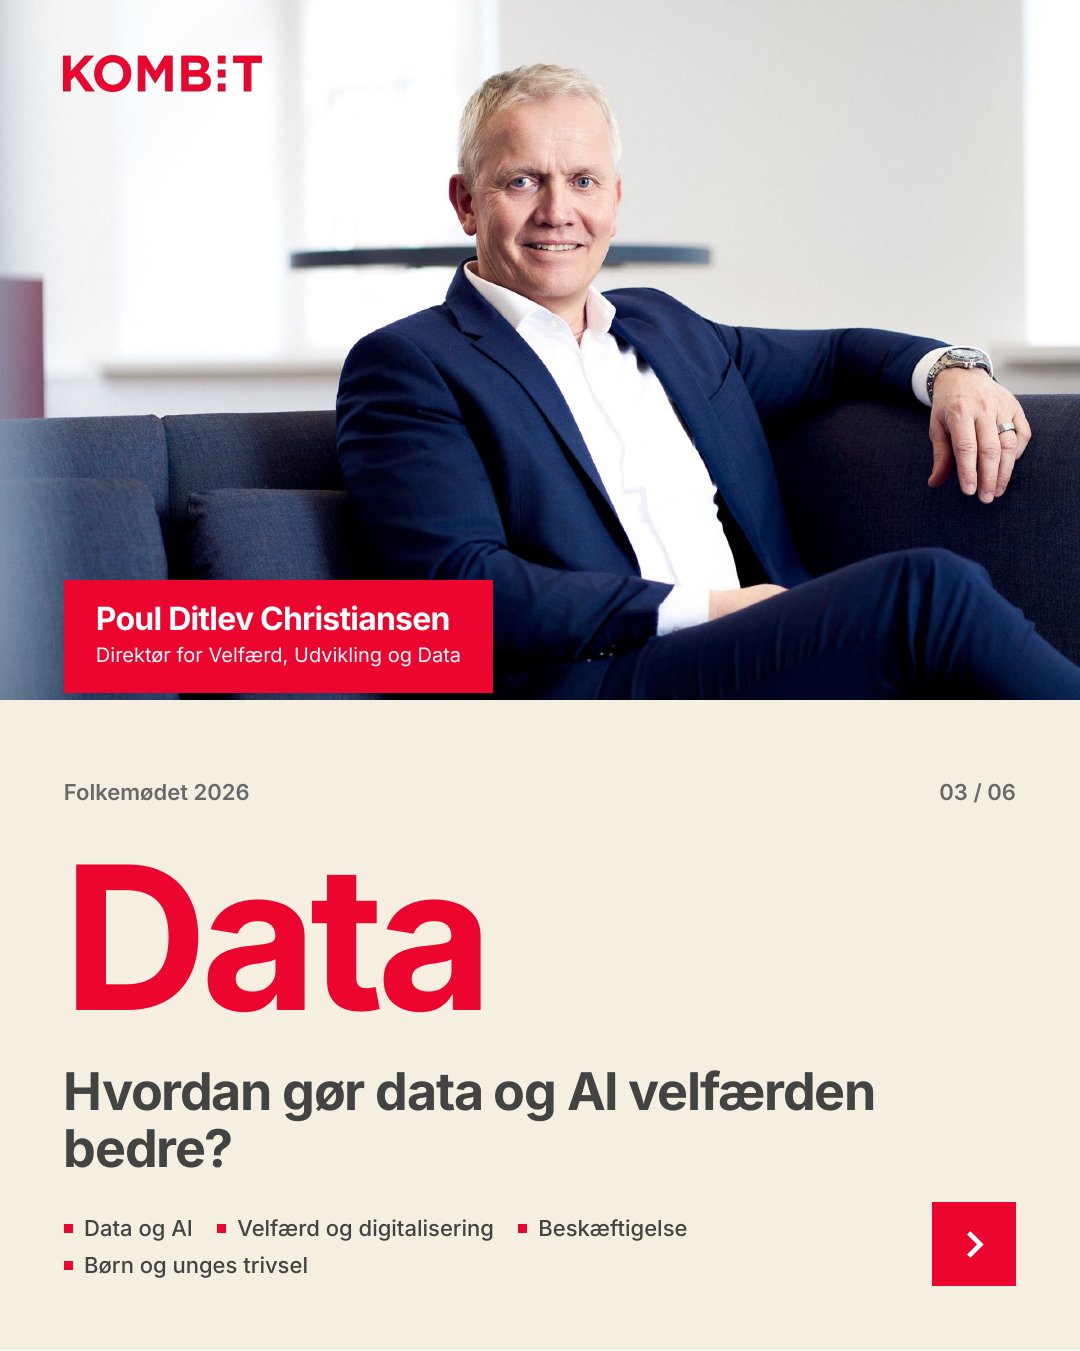 KOMBIT
Poul Ditlev Christiansen
Direktør for Velfærd, Udvikling og Data
Folkemødet 2026
03 / 06
Data
Hvordan gør data og AI velfærden
bedre?
Data og AI Velfærd og digitalisering Beskæftigelse
Børn og unges trivsel